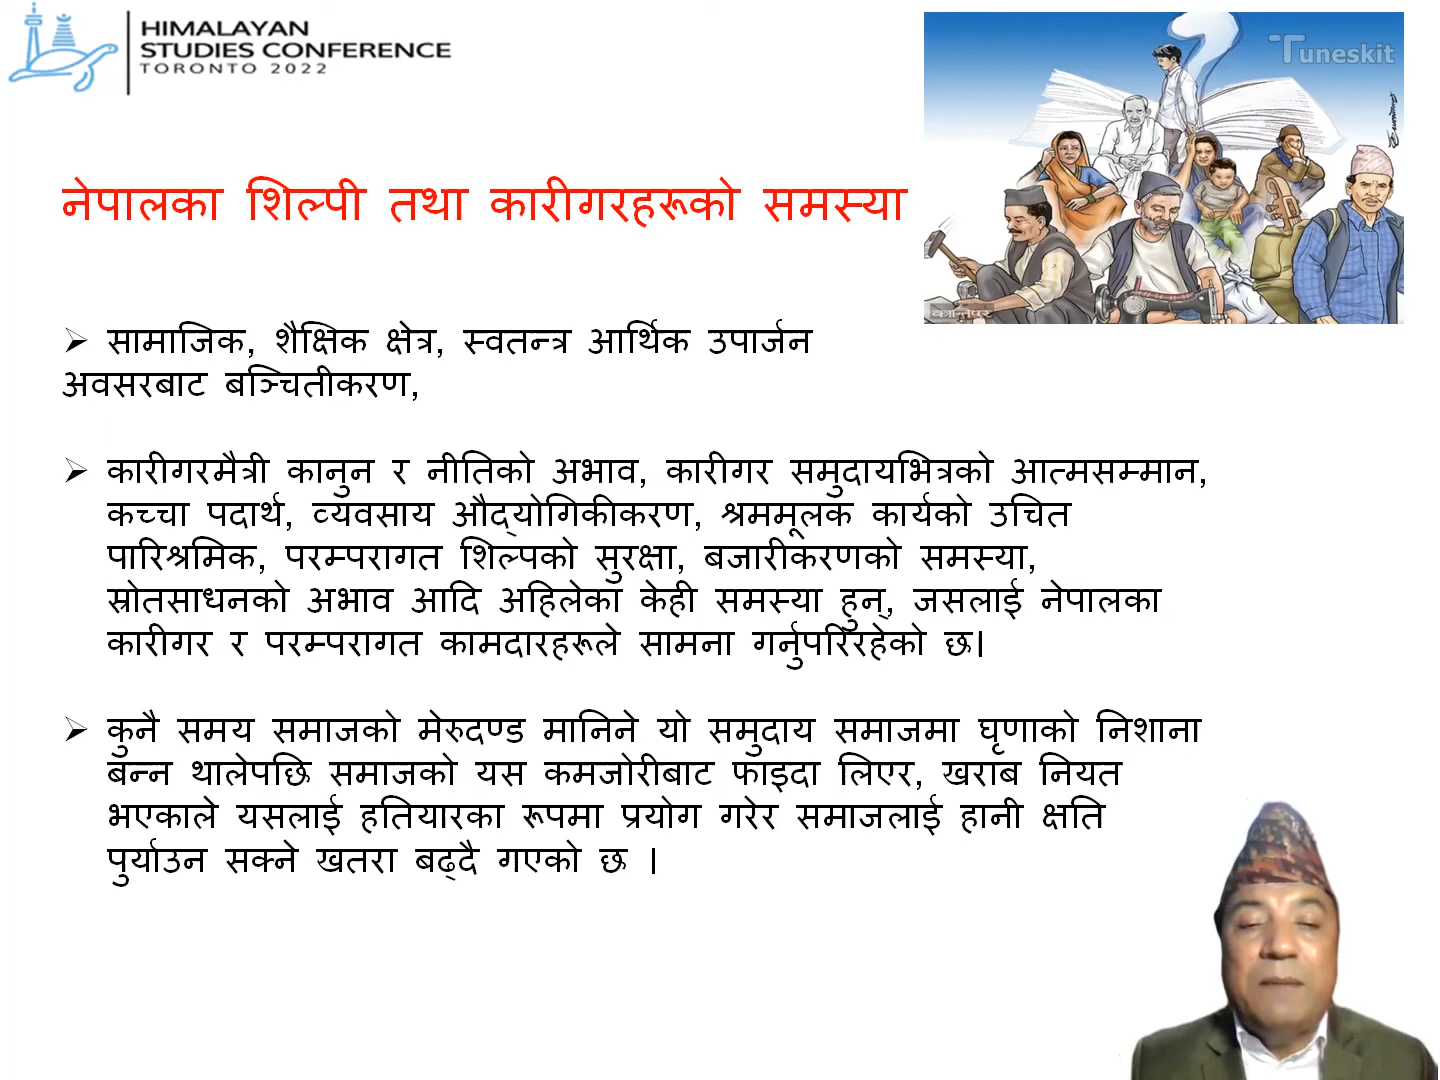 HIMALAYAN
STUDIES CONFERENCE
TORONTO 2022
Tuneskit
कान्तिपुर
नेपालका शिल्पी तथा कारीगरहरूको समस्या
➢ सामाजिक, शैक्षिक क्षेत्र, स्वतन्त्र आर्थिक उपार्जन
अवसरबाट बञ्चितीकरण,
➢ कारीगरमैत्री कानुन र नीतिको अभाव, कारीगर समुदायभित्रको आत्मसम्मान,
कच्चा पदार्थ, व्यवसाय औद्योगिकीकरण, श्रममूलक कार्यको उचित
पारिश्रमिक, परम्परागत शिल्पको सुरक्षा, बजारीकरणको समस्या,
स्रोतसाधनको अभाव आदि अहिलेका केही समस्या हुन्, जसलाई नेपालका
कारीगर र परम्परागत कामदारहरूले सामना गर्नुपरिरहेको छ।
➢ कुनै समय समाजको मेरुदण्ड मानिने यो समुदाय समाजमा घृणाको निशाना
बन्न थालेपछि समाजको यस कमजोरीबाट फाइदा लिएर, खराब नियत
भएकाले यसलाई हतियारका रूपमा प्रयोग गरेर समाजलाई हानी क्षति
पुर्याउन सक्ने खतरा बढ्दै गएको छ ।